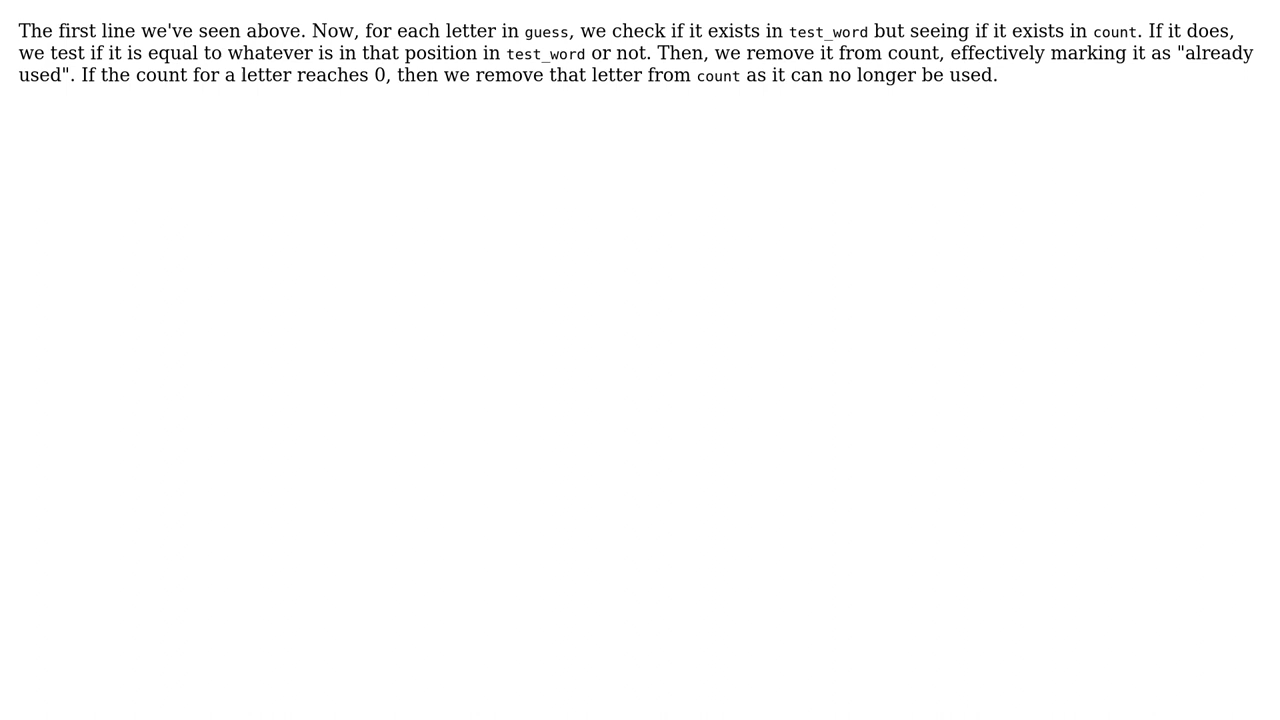 The first line we've seen above. Now, for each letter in guess, we check if it exists in test_word but seeing if it exists in count. If it does,
we test if it is equal to whatever is in that position in test_word or not. Then, we remove it from count, effectively marking it as "already
used". If the count for a letter reaches 0, then we remove that letter from count as it can no longer be used.